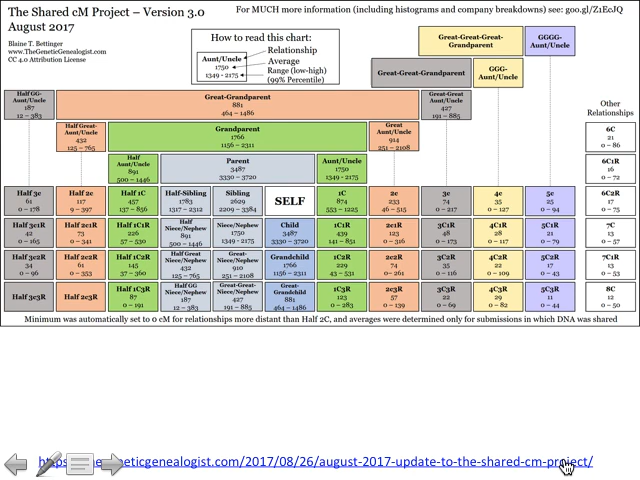 The Shared cM Project – Version 3.0
August 2017
Blaine T. Bettinger
www.TheGeneticGenealogist.com
CC 4.0 Attribution License
For MUCH more information (including histograms and company breakdowns) see: goo.gl/Z1EcJQ
How to read this chart:
Aunt/Uncle
1750
1349 - 2175
Relationship
Average
Range (low-high)
(99% Percentile)
Great-Great-Great-
Grandparent
GGGG-
Aunt/Uncle
Great-Great-Grandparent
GGG-
Aunt/Uncle
Half GG-
Aunt/Uncle
187
12 – 383
Great-Grandparent
881
464 – 1486
Great-Great
Aunt/Uncle
427
191 – 885
Other
Relationships
Half Great-
Aunt/Uncle
432
125 – 765
Grandparent
1766
1156 – 2311
Great
Aunt/Uncle
914
251 – 2108
6C
21
0 – 86
Half
Aunt/Uncle
891
500 – 1446
Parent
3487
3330 – 3720
Aunt/Uncle
1750
1349 - 2175
6C1R
16
0 – 72
Half 3c
61
0 – 178
Half 2c
117
9 – 397
Half 1C
457
137 – 856
Half-Sibling
1783
1317 – 2312
Sibling
2629
2209 – 3384
SELF
1C
874
553 – 1225
2c
233
46 – 515
3c
74
0 – 217
4c
35
0 – 127
5c
25
0 – 94
6C2R
17
0 – 75
Half 3c1R
42
0 – 165
Half 2c1R
73
0 – 341
Half 1C1R
226
57 – 530
Half
Niece/Nephew
891
500 – 1446
Niece/Nephew
1750
1349 - 2175
Child
3487
3330 – 3720
1C1R
439
141 – 851
2c1R
123
0 – 316
3C1R
48
0 – 173
4C1R
28
0 – 117
5C1R
21
0 – 79
7C
13
0 – 57
Half 3c2R
34
0 – 96
Half 2c2R
61
0 – 353
Half 1C2R
145
37 – 360
Half Great
Niece/Nephew
432
125 – 765
Great-
Niece/Nephew
910
251 – 2108
Grandchild
1766
1156 – 2311
1C2R
229
43 – 531
2c2R
74
0 – 261
3C2R
35
0 – 116
4C2R
22
0 – 109
5C2R
17
0 – 43
7C1R
13
0 – 53
Half 3c3R
Half 2c3R
Half 1C3R
87
0 – 191
Half GG
Niece/Nephew
187
12 – 383
Great-Great-
Niece/Nephew
427
191 – 885
Great-
Grandchild
881
464 – 1486
1C3R
123
0 – 283
2c3R
57
0 – 139
3C3R
22
0 – 69
4C3R
29
0 – 82
5C3R
11
0 – 44
8C
12
0 – 50
Minimum was automatically set to 0 cM for relationships more distant than Half 2C, and averages were determined only for submissions in which DNA was shared
geneticgenealogist.com/2017/08/26/august-2017-update-to-the-shared-cm-project/